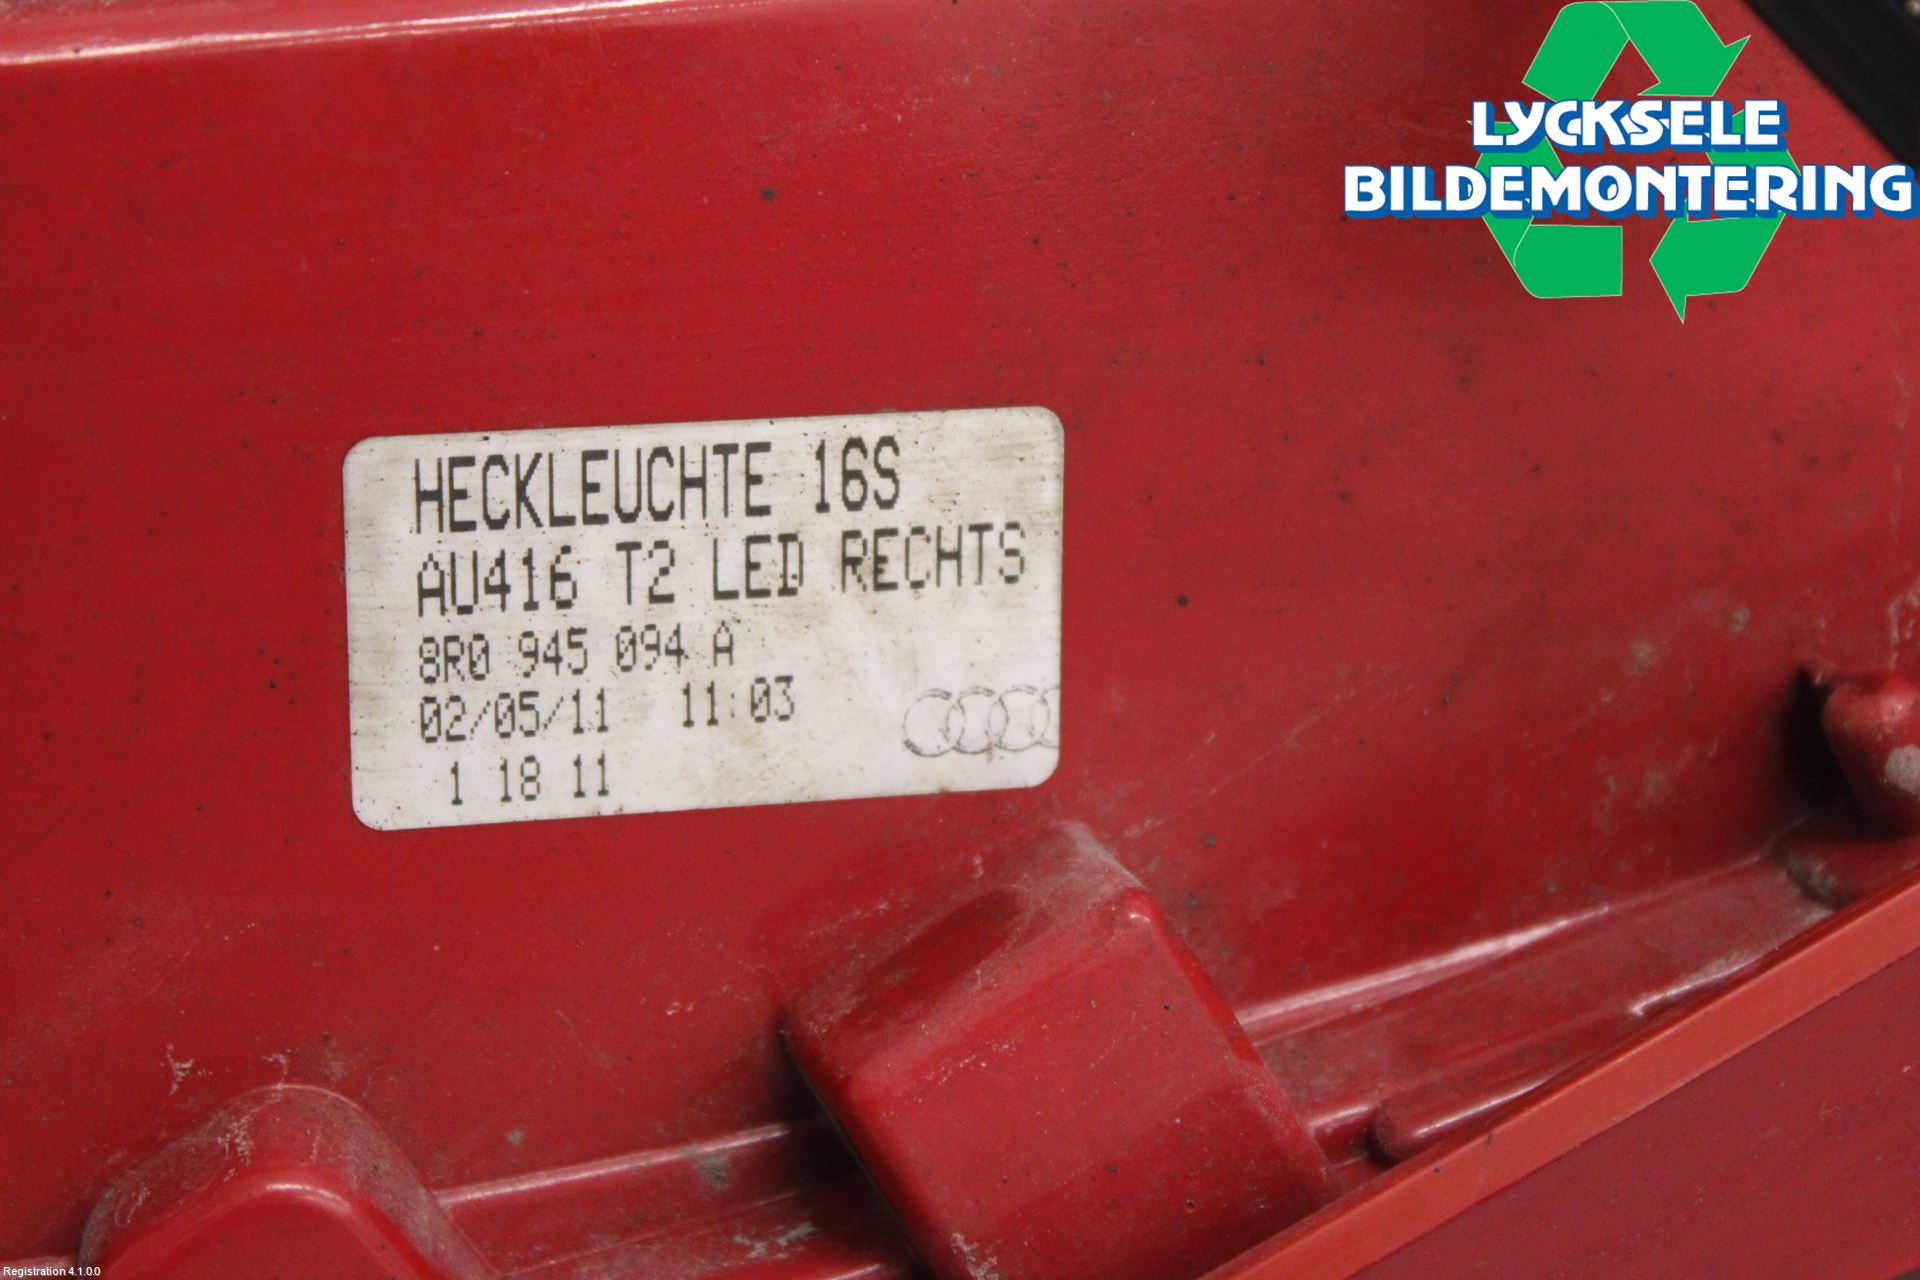 LYCKSELE
BILDEMONTERING
HECKLEUCHTE 16S
AU416 T2 LED RECHTS
8R0 945 094 A
02/05/11 11:03
1 18 11
Registration 4.1.0.0